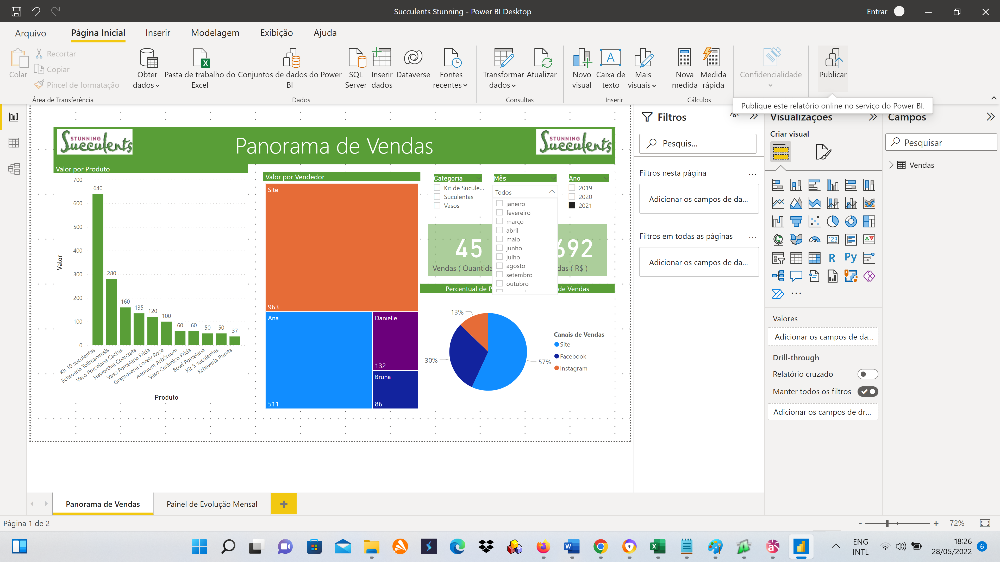 Succulents Stunning - Power BI Desktop
Entrar
Arquivo
Página Inicial
Inserir
Modelagem
Exibição
Ajuda
Colar
Recortar
Copiar
Pincel de formatação
Área de Transferência
Obter dados
Pasta de trabalho do Excel
Conjuntos de dados do Power BI
SQL Server
Inserir dados
Dataverse
Fontes recentes
Dados
Transformar dados
Atualizar
Consultas
Novo visual
Caixa de texto
Mais visuais
Inserir
Nova medida
Medida rápida
Cálculos
Confidencialidade
Publicar
Publique este relatório online no serviço do Power BI.
STUNNING
Succulents
Panorama de Vendas
STUNNING
Succulents
Valor por Produto
700
600
500
400
300
200
100
0
Valor
640
280
160
135
120
100
60
60
50
50
37
Kit 10 suculentas
Echeveria Tolimanensis
Vaso Porcelana Cactus
Haworthia Coarctata
Vaso Porcelana Frida
Graptoveria Lovely Rose
Aeonium Arbóreum
Vaso Cerâmico Frida
Bowl Porcelana
Kit 5 suculentas
Echeveria Punita
Produto
Valor por Vendedor
Site
963
Ana
511
Danielle
132
Bruna
86
Categoria
Kit de Sucule...
Suculentas
Vasos
Mês
Todos
janeiro
fevereiro
março
abril
maio
junho
julho
agosto
setembro
outubro
Ano
2019
2020
2021
45
Vendas ( Quantida
692
das ( R$ )
Percentual de P
de Vendas
13%
30%
57%
Canais de Vendas
Site
Facebook
Instagram
Filtros
Pesquis...
Filtros nesta página
...
Adicionar os campos de da...
Filtros em todas as páginas
...
Adicionar os campos de da...
Visualizações
Criar visual
123
R
Py
...
Valores
Adicionar os campos de da...
Drill-through
Relatório cruzado
Manter todos os filtros
Adicionar os campos de dr...
Campos
Pesquisar
Vendas
Panorama de Vendas
Painel de Evolução Mensal
+
Página 1 de 2
- + 72%
ENG
INTL
18:26
28/05/2022
6